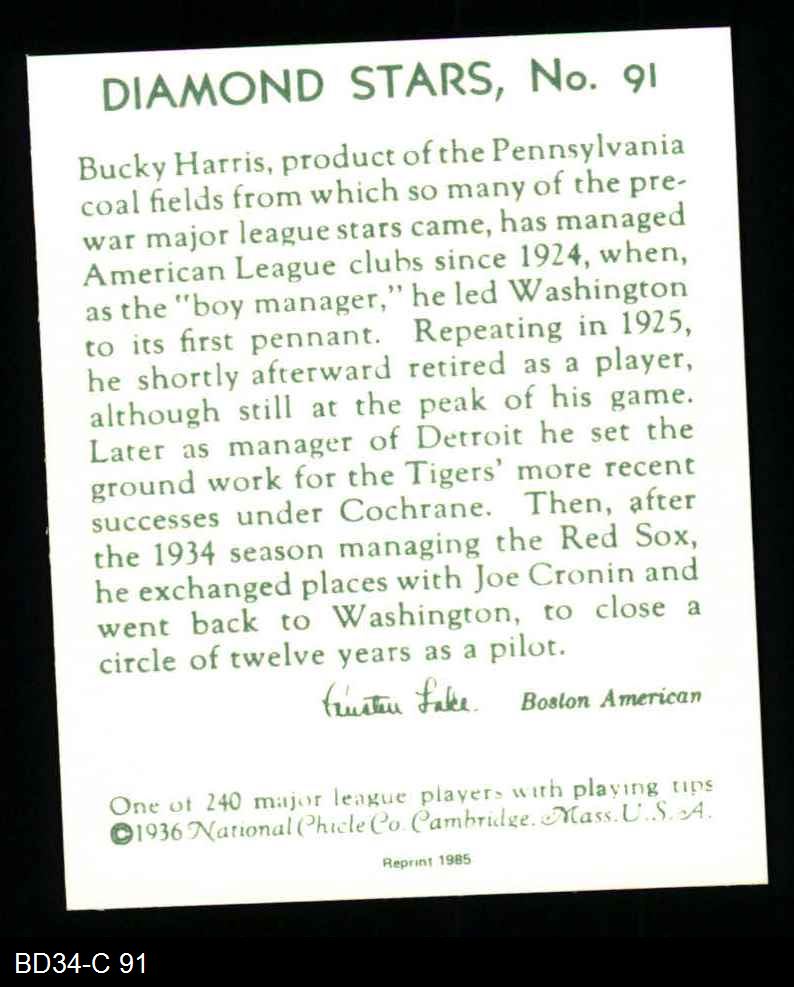 DIAMOND STARS, No. 91
Bucky Harris, product of the Pennsylvania
coal fields from which so many of the pre-
war major league stars came, has managed
American League clubs since 1924, when,
as the "boy manager," he led Washington
to its first pennant. Repeating in 1925,
he shortly afterward retired as a player,
although still at the peak of his game.
Later as manager of Detroit he set the
ground work for the Tigers' more recent
successes under Cochrane. Then, after
the 1934 season managing the Red Sox,
he exchanged places with Joe Cronin and
went back to Washington, to close a
circle of twelve years as a pilot.
Lake. Boston American
One of 240 major league players with playing tips
©1936 National Chicle Co. Cambridge. Mass. U. S. A.
Reprint 1985
BD34-C 91